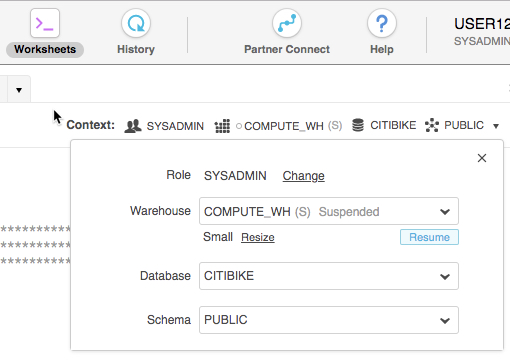 Worksheets
History
Partner Connect
Help
USER12
SYSADMIN
Context: SYSADMIN COMPUTE_WH (S) CITIBIKE PUBLIC
Role SYSADMIN Change
Warehouse COMPUTE_WH (S) Suspended
Small Resize Resume
Database CITIBIKE
Schema PUBLIC
***********
***********
***********